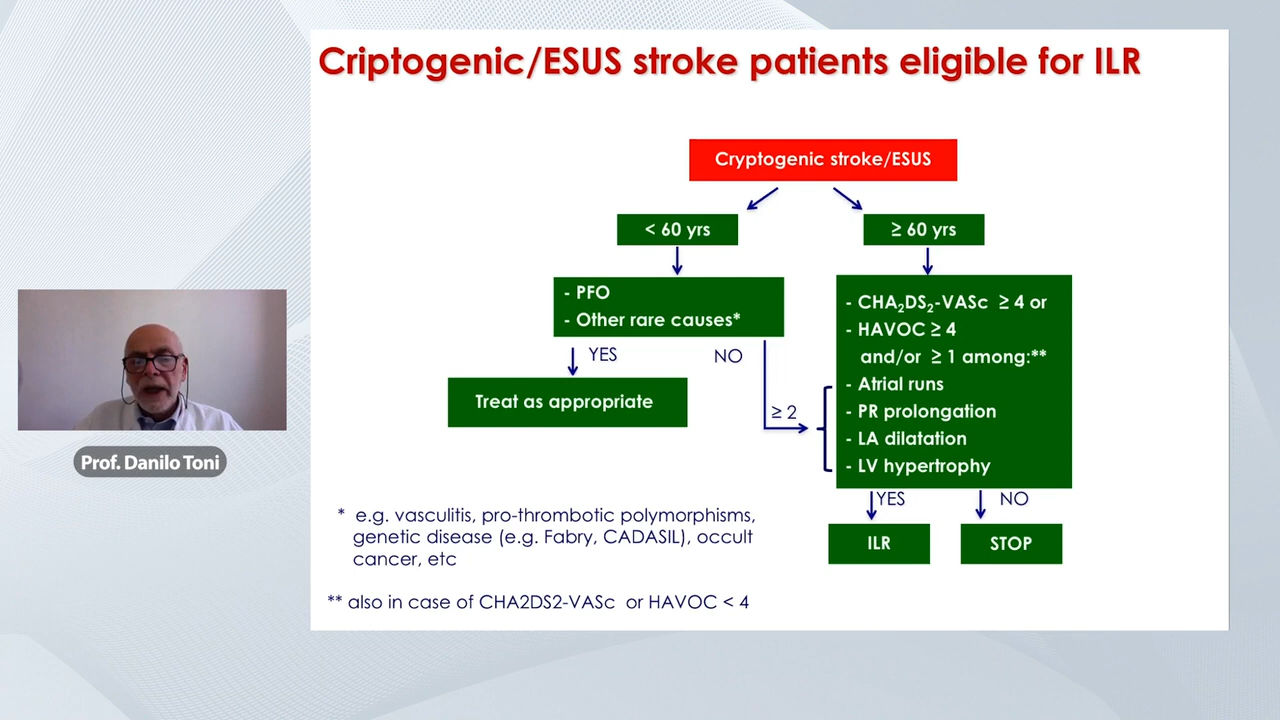 Criptogenic/ESUS stroke patients eligible for ILR
Cryptogenic stroke/ESUS
< 60 yrs
≥ 60 yrs
- PFO
- Other rare causes*
YES
NO
Treat as appropriate
≥ 2
- CHA₂DS₂-VASc ≥ 4 or
- HAVOC ≥ 4
and/or ≥ 1 among:**
- Atrial runs
- PR prolongation
- LA dilatation
- LV hypertrophy
YES
NO
ILR
STOP
* e.g. vasculitis, pro-thrombotic polymorphisms,
genetic disease (e.g. Fabry, CADASIL), occult
cancer, etc
** also in case of CHA2DS2-VASc or HAVOC < 4
Prof. Danilo Toni